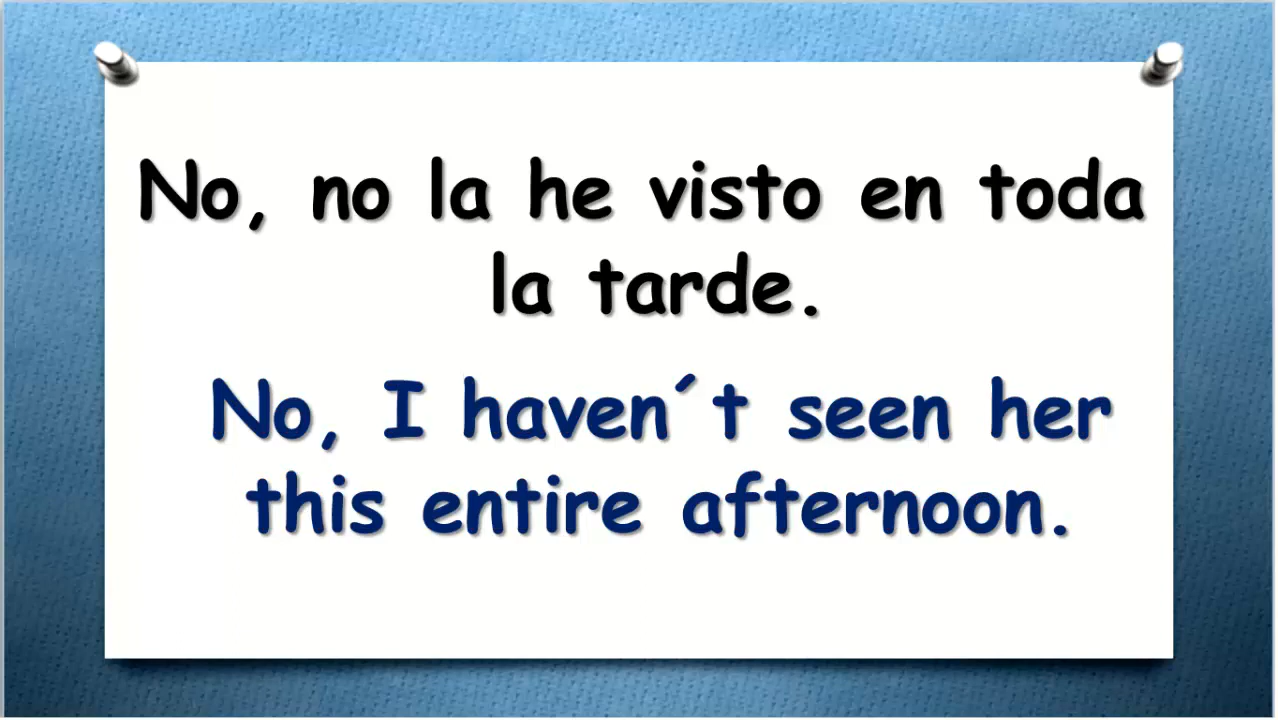 No, no la he visto en toda
la tarde.
No, I haven´t seen her
this entire afternoon.